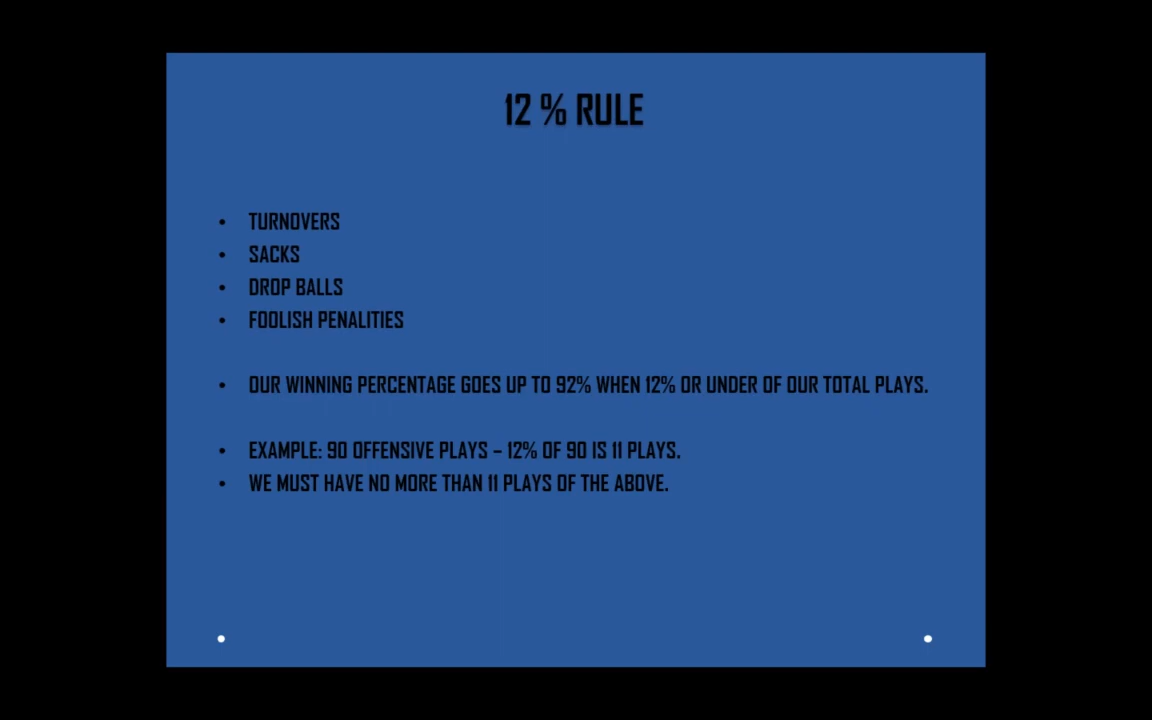 12 % RULE
• TURNOVERS
• SACKS
• DROP BALLS
• FOOLISH PENALITIES
• OUR WINNING PERCENTAGE GOES UP TO 92% WHEN 12% OR UNDER OF OUR TOTAL PLAYS.
• EXAMPLE: 90 OFFENSIVE PLAYS – 12% OF 90 IS 11 PLAYS.
• WE MUST HAVE NO MORE THAN 11 PLAYS OF THE ABOVE.